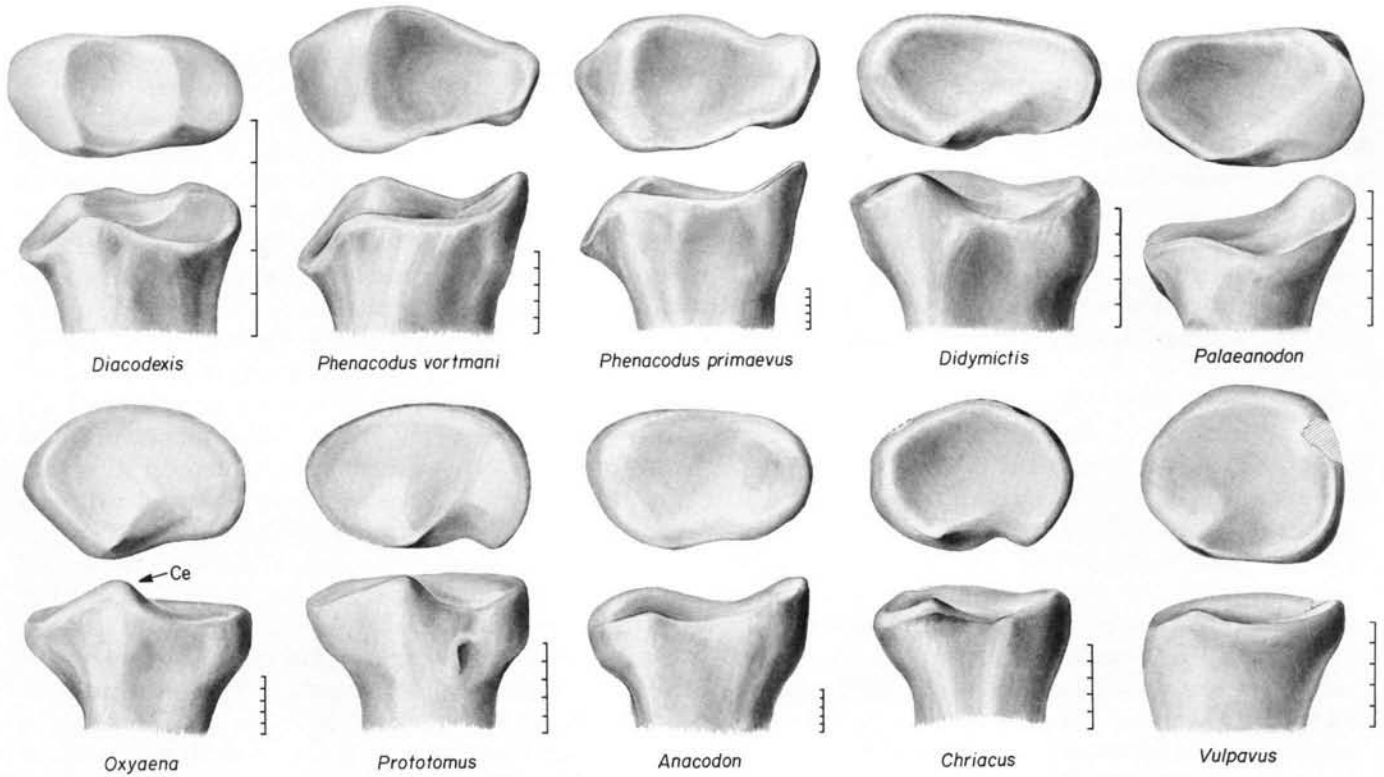 Diacodexis
Phenacodus vortmani
Phenacodus primaevus
Didymictis
Palaeanodon
Ce
Oxyaena
Prototomus
Anacodon
Chriacus
Vulpavus